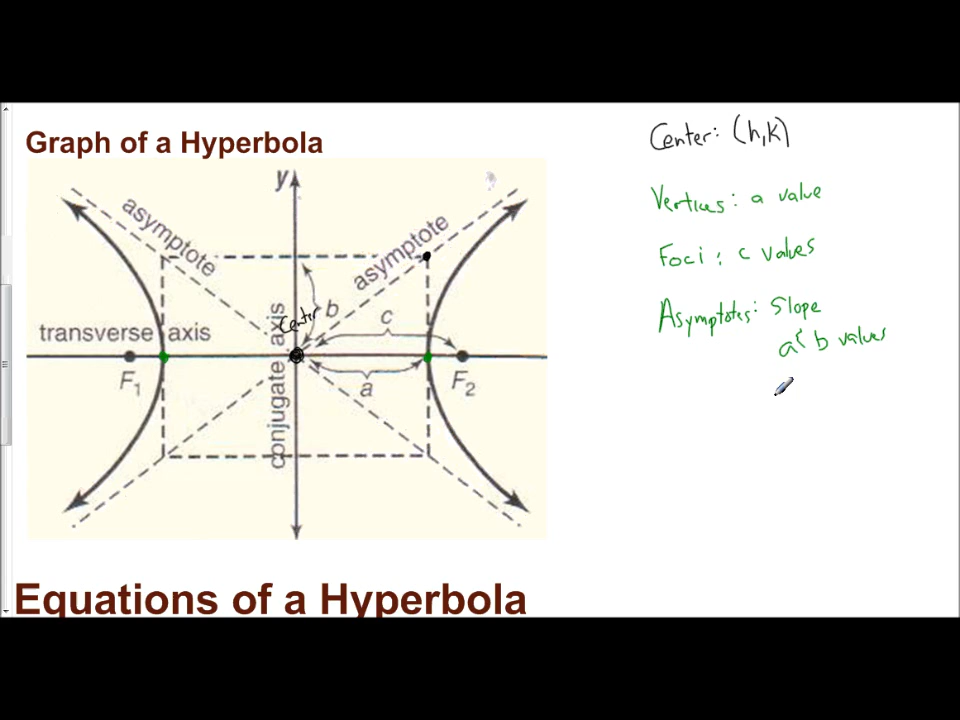 Graph of a Hyperbola
Center: (h,k)
y
asymptote
asymptote
Vertices: a value
Foci: c values
b
Center
c
Asymptotes: Slope
a & b values
transverse axis
conjugate axis
F1
a
F2
Equations of a Hyperbola